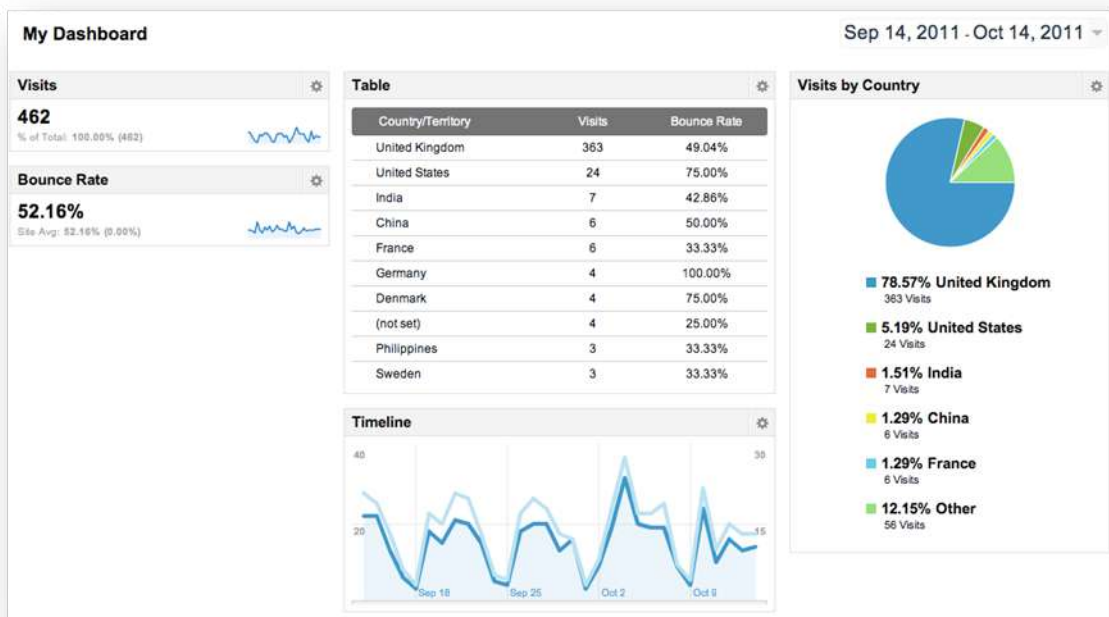 My Dashboard
Sep 14, 2011 - Oct 14, 2011
Visits
462
% of Total: 100.00% (462)
Bounce Rate
52.16%
Site Avg: 52.16% (0.00%)
Table
Country/Territory Visits Bounce Rate
United Kingdom 363 49.04%
United States 24 75.00%
India 7 42.86%
China 6 50.00%
France 6 33.33%
Germany 4 100.00%
Denmark 4 75.00%
(not set) 4 25.00%
Philippines 3 33.33%
Sweden 3 33.33%
Timeline
40 30
20 15
Sep 18 Sep 25 Oct 2 Oct 9
Visits by Country
78.57% United Kingdom
363 Visits
5.19% United States
24 Visits
1.51% India
7 Visits
1.29% China
6 Visits
1.29% France
6 Visits
12.15% Other
56 Visits